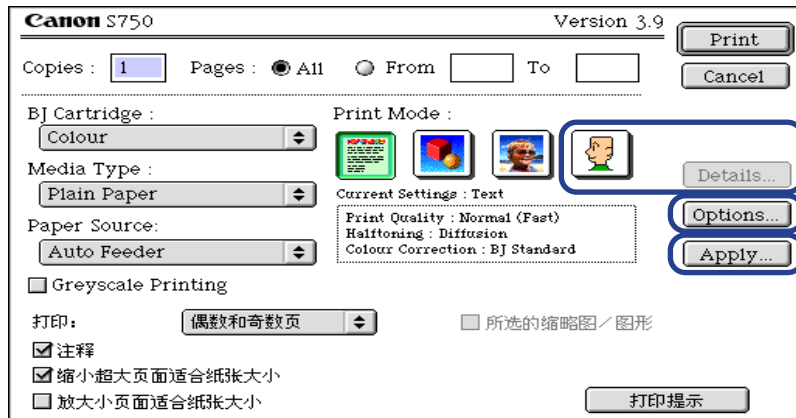 Canon S750 Version 3.9
Print
Copies : 1 Pages : All From To
Cancel
BJ Cartridge : Print Mode :
Colour
Media Type :
Details...
Plain Paper
Current Settings : Text
Options...
Print Quality : Normal (Fast)
Paper Source:
Halftoning : Diffusion
Auto Feeder
Colour Correction : BJ Standard
Apply...
Greyscale Printing
打印： 偶数和奇数页 所选的缩略图／图形
注释
缩小超大页面适合纸张大小
放大小页面适合纸张大小
打印提示